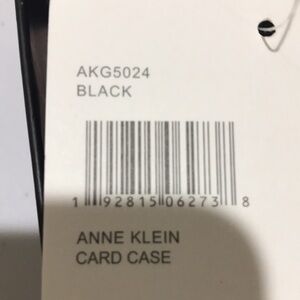 AKG5024
BLACK
1 92815 06273 8
ANNE KLEIN
CARD CASE